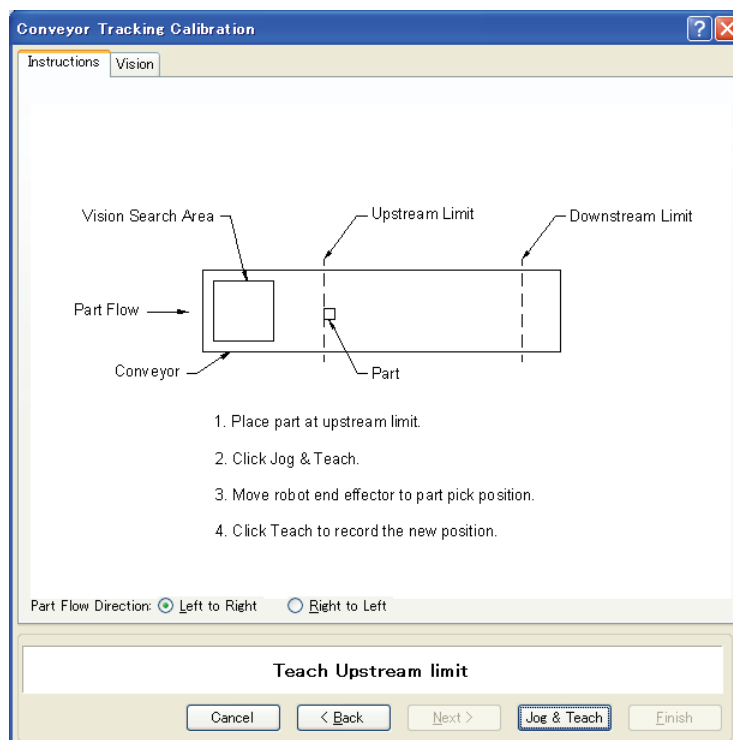 Conveyor Tracking Calibration
Instructions Vision
Vision Search Area Upstream Limit Downstream Limit
Part Flow
Conveyor Part
1. Place part at upstream limit.
2. Click Jog & Teach.
3. Move robot end effector to part pick position.
4. Click Teach to record the new position.
Part Flow Direction: Left to Right Right to Left
Teach Upstream limit
Cancel < Back Next > Jog & Teach Finish